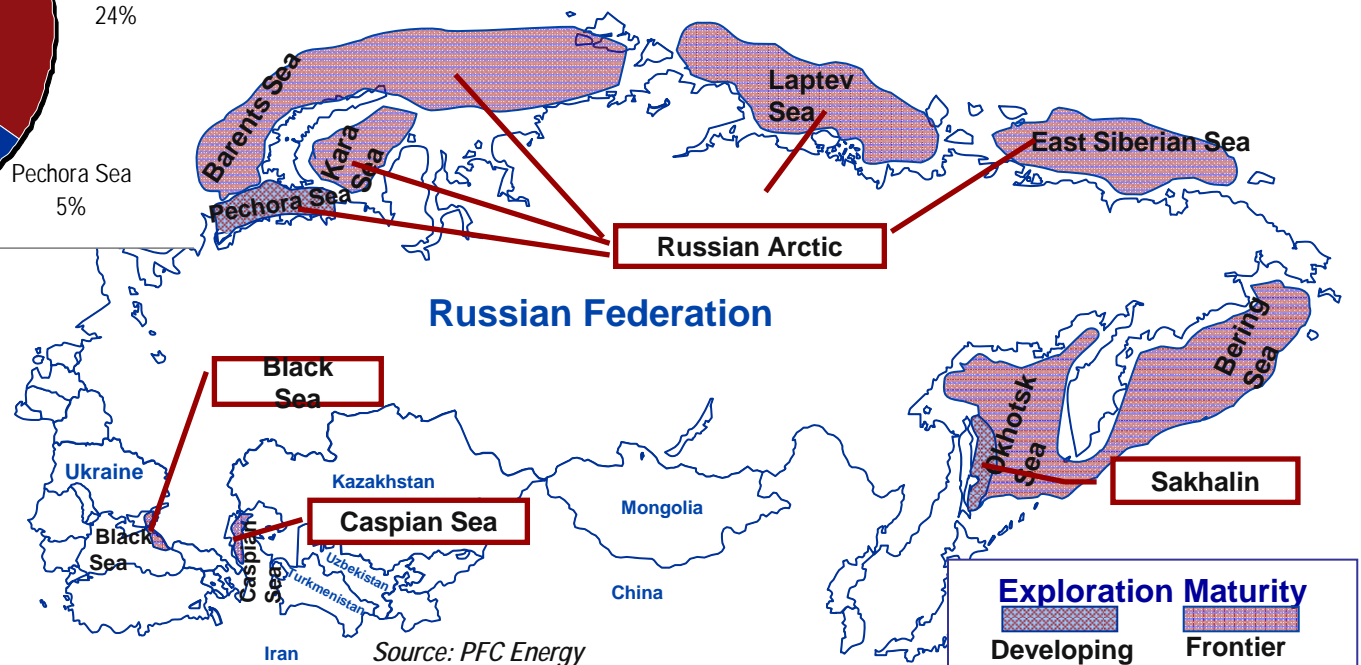 24%
Pechora Sea
5%
Barents Sea
Kara
Sea
Pechora Sea
Laptev
Sea
East Siberian Sea
Russian Arctic
Russian Federation
Bering
Sea
Okhotsk
Sea
Sakhalin
Black
Sea
Ukraine
Black
Sea
Kazakhstan
Caspian Sea
Caspian
Sea
Uzbekistan
Turkmenistan
Mongolia
China
Iran
Source: PFC Energy
Exploration Maturity
Developing
Frontier